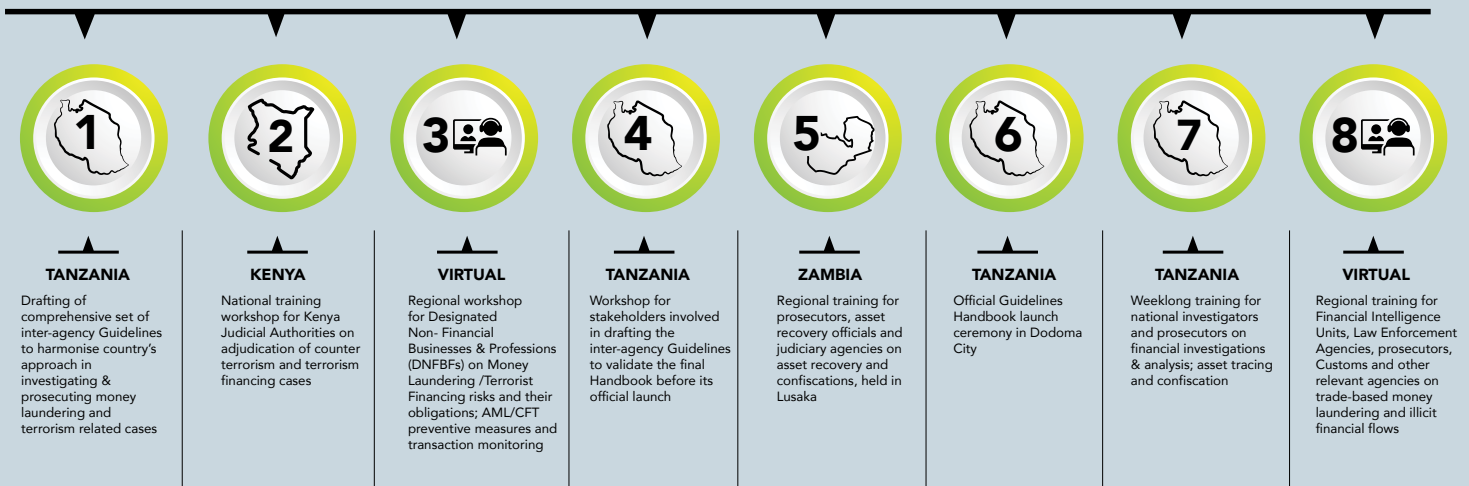 1
TANZANIA
Drafting of
comprehensive set of
inter-agency Guidelines
to harmonise country's
approach in
investigating &
prosecuting money
laundering and
terrorism related cases
2
KENYA
National training
workshop for Kenya
Judicial Authorities on
adjudication of counter
terrorism and terrorism
financing cases
3
VIRTUAL
Regional workshop
for Designated
Non- Financial
Businesses & Professions
(DNFBFs) on Money
Laundering /Terrorist
Financing risks and their
obligations; AML/CFT
preventive measures and
transaction monitoring
4
TANZANIA
Workshop for
stakeholders involved
in drafting the
inter-agency Guidelines
to validate the final
Handbook before its
official launch
5
ZAMBIA
Regional training for
prosecutors, asset
recovery officials and
judiciary agencies on
asset recovery and
confiscations, held in
Lusaka
6
TANZANIA
Official Guidelines
Handbook launch
ceremony in Dodoma
City
7
TANZANIA
Weeklong training for
national investigators
and prosecutors on
financial investigations
& analysis; asset tracing
and confiscation
8
VIRTUAL
Regional training for
Financial Intelligence
Units, Law Enforcement
Agencies, prosecutors,
Customs and other
relevant agencies on
trade-based money
laundering and illicit
financial flows